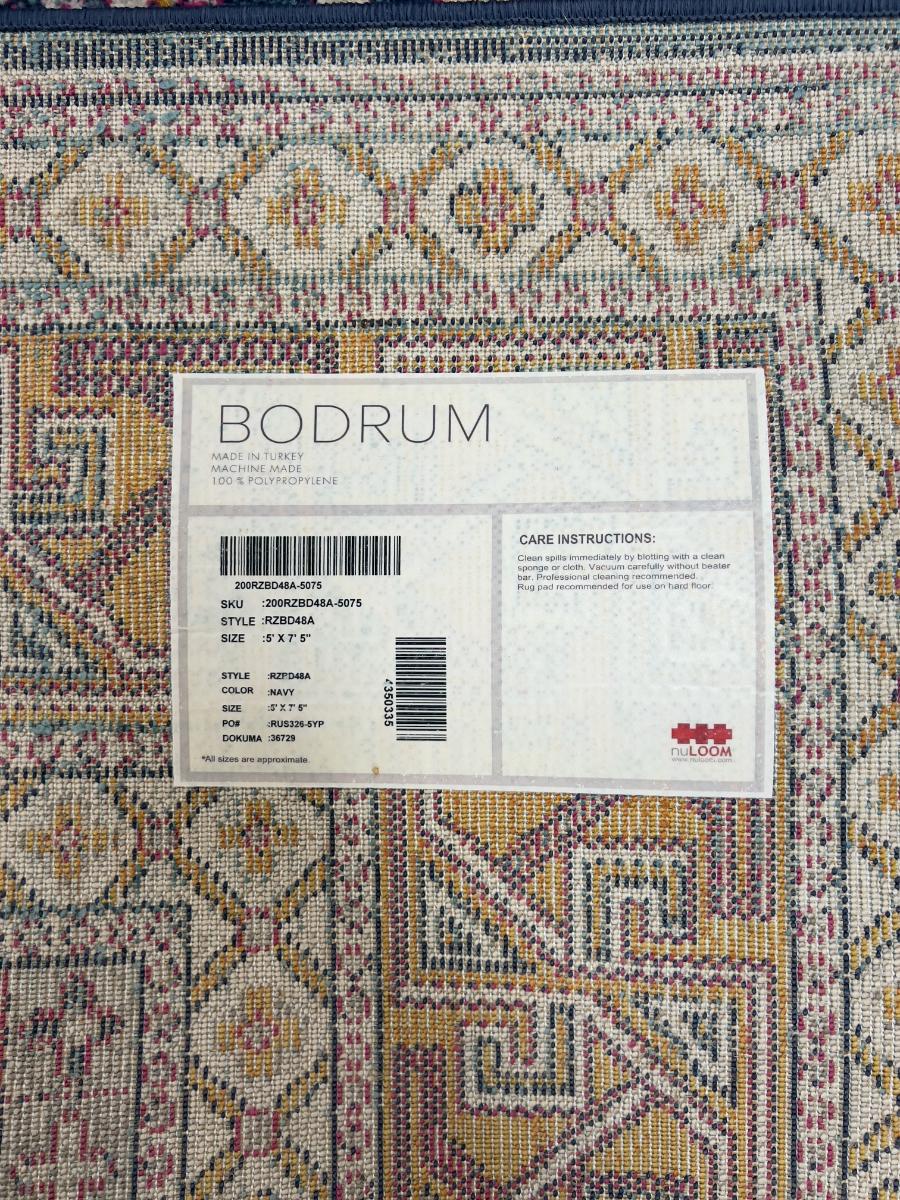 BODRUM
MADE IN TURKEY
MACHINE MADE
100 % POLYPROPYLENE
200RZBD48A-5075
SKU :200RZBD48A-5075
STYLE :RZBD48A
SIZE :5' X 7' 5"
STYLE :RZBD48A
COLOR :NAVY
SIZE :5' X 7' 5"
PO# :RUS326-5YP
DOKUMA :36729
*All sizes are approximate.
350335
CARE INSTRUCTIONS:
Clean spills immediately by blotting with a clean
sponge or cloth. Vacuum carefully without beater
bar. Professional cleaning recommended.
Rug pad recommended for use on hard floor.
nuLOOM
www.nuloom.com